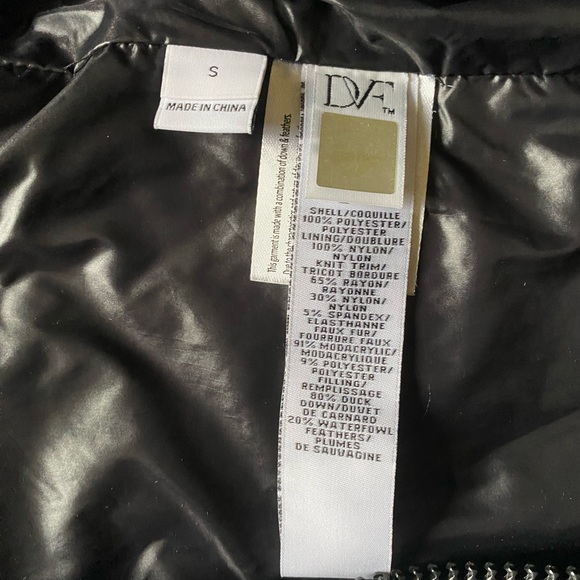 S
MADE IN CHINA
This garment is made with a combination of down & feathers.
DVF
TM
SHELL/COQUILLE
100% POLYESTER/
POLYESTER
LINING/DOUBLURE
100% NYLON/
NYLON
KNIT TRIM/
TRICOT BORDURE
65% RAYON/
RAYONNE
30% NYLON/
NYLON
5% SPANDEX/
ELASTHANNE
FAUX FUR/
FOURRURE FAUX
91% MODACRYLIC/
MODACRYLIQUE
9% POLYESTER/
POLYESTER
FILLING/
REMPLISSAGE
80% DUCK
DOWN/DUVET
DE CARNARD
20% WATERFOWL
FEATHERS/
PLUMES
DE SAUVAGINE